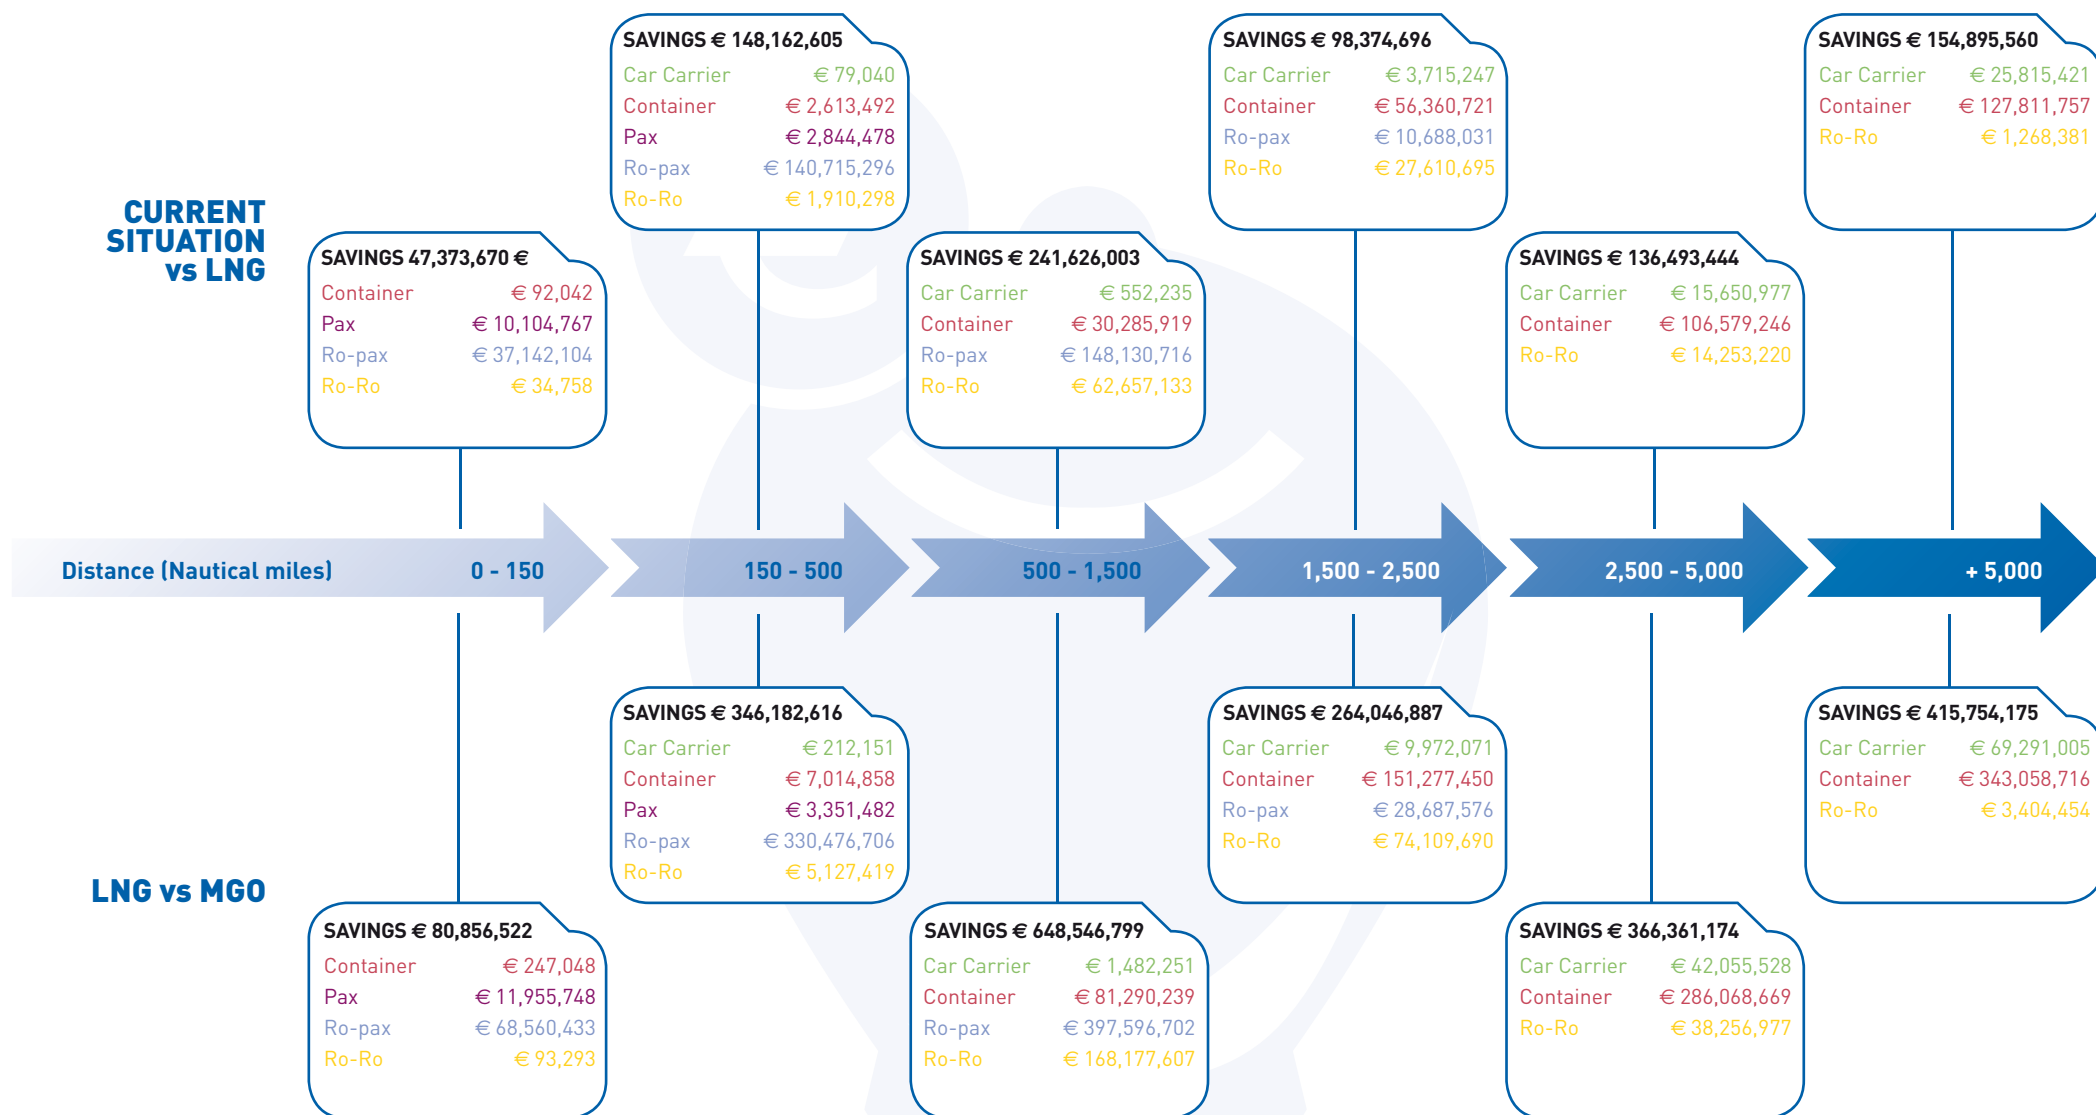 CURRENT
SITUATION
vs LNG
SAVINGS 47,373,670 €
Container € 92,042
Pax € 10,104,767
Ro-pax € 37,142,104
Ro-Ro € 34,758
SAVINGS € 148,162,605
Car Carrier € 79,040
Container € 2,613,492
Pax € 2,844,478
Ro-pax € 140,715,296
Ro-Ro € 1,910,298
SAVINGS € 241,626,003
Car Carrier € 552,235
Container € 30,285,919
Ro-pax € 148,130,716
Ro-Ro € 62,657,133
SAVINGS € 98,374,696
Car Carrier € 3,715,247
Container € 56,360,721
Ro-pax € 10,688,031
Ro-Ro € 27,610,695
SAVINGS € 136,493,444
Car Carrier € 15,650,977
Container € 106,579,246
Ro-Ro € 14,253,220
SAVINGS € 154,895,560
Car Carrier € 25,815,421
Container € 127,811,757
Ro-Ro € 1,268,381
Distance (Nautical miles) 0 - 150 150 - 500 500 - 1,500 1,500 - 2,500 2,500 - 5,000 + 5,000
LNG vs MGO
SAVINGS € 80,856,522
Container € 247,048
Pax € 11,955,748
Ro-pax € 68,560,433
Ro-Ro € 93,293
SAVINGS € 346,182,616
Car Carrier € 212,151
Container € 7,014,858
Pax € 3,351,482
Ro-pax € 330,476,706
Ro-Ro € 5,127,419
SAVINGS € 648,546,799
Car Carrier € 1,482,251
Container € 81,290,239
Ro-pax € 397,596,702
Ro-Ro € 168,177,607
SAVINGS € 264,046,887
Car Carrier € 9,972,071
Container € 151,277,450
Ro-pax € 28,687,576
Ro-Ro € 74,109,690
SAVINGS € 366,361,174
Car Carrier € 42,055,528
Container € 286,068,669
Ro-Ro € 38,256,977
SAVINGS € 415,754,175
Car Carrier € 69,291,005
Container € 343,058,716
Ro-Ro € 3,404,454